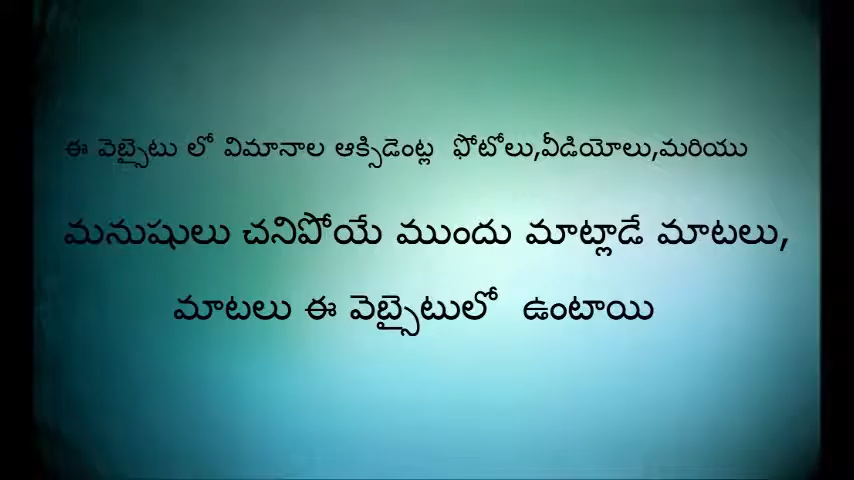 ఈ వెబ్సైటు లో విమానాల ఆక్సిడెంట్ల ఫోటోలు,వీడియోలు,మరియు
మనుషులు చనిపోయే ముందు మాట్లాడే మాటలు,
మాటలు ఈ వెబ్సైటులో ఉంటాయి